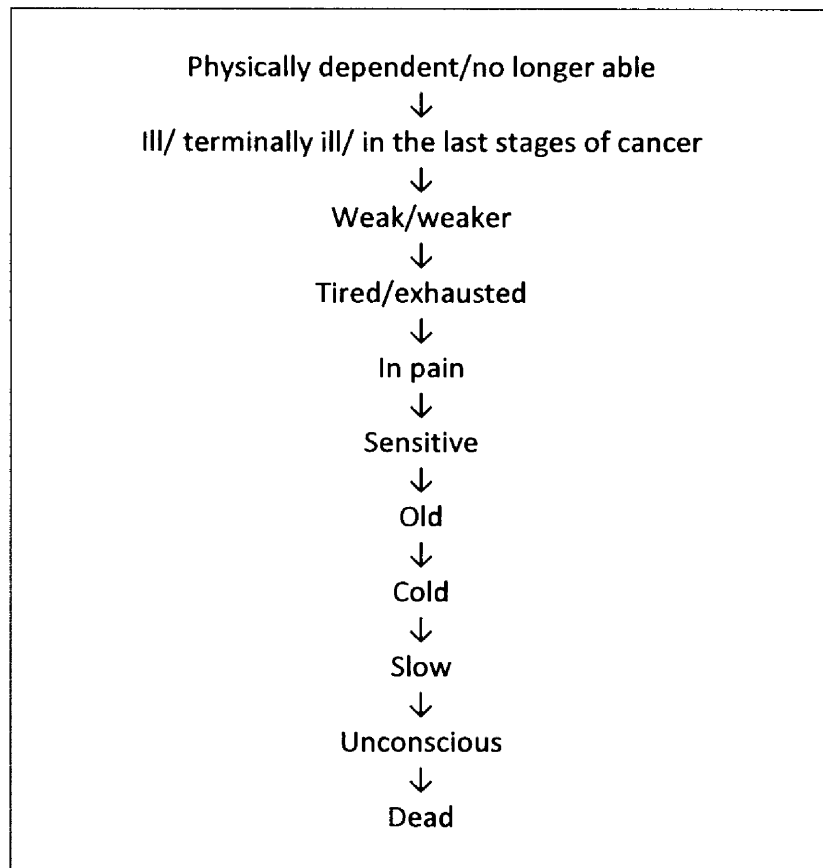 Physically dependent/no longer able
↓
Ill/ terminally ill/ in the last stages of cancer
↓
Weak/weaker
↓
Tired/exhausted
↓
In pain
↓
Sensitive
↓
Old
↓
Cold
↓
Slow
↓
Unconscious
↓
Dead